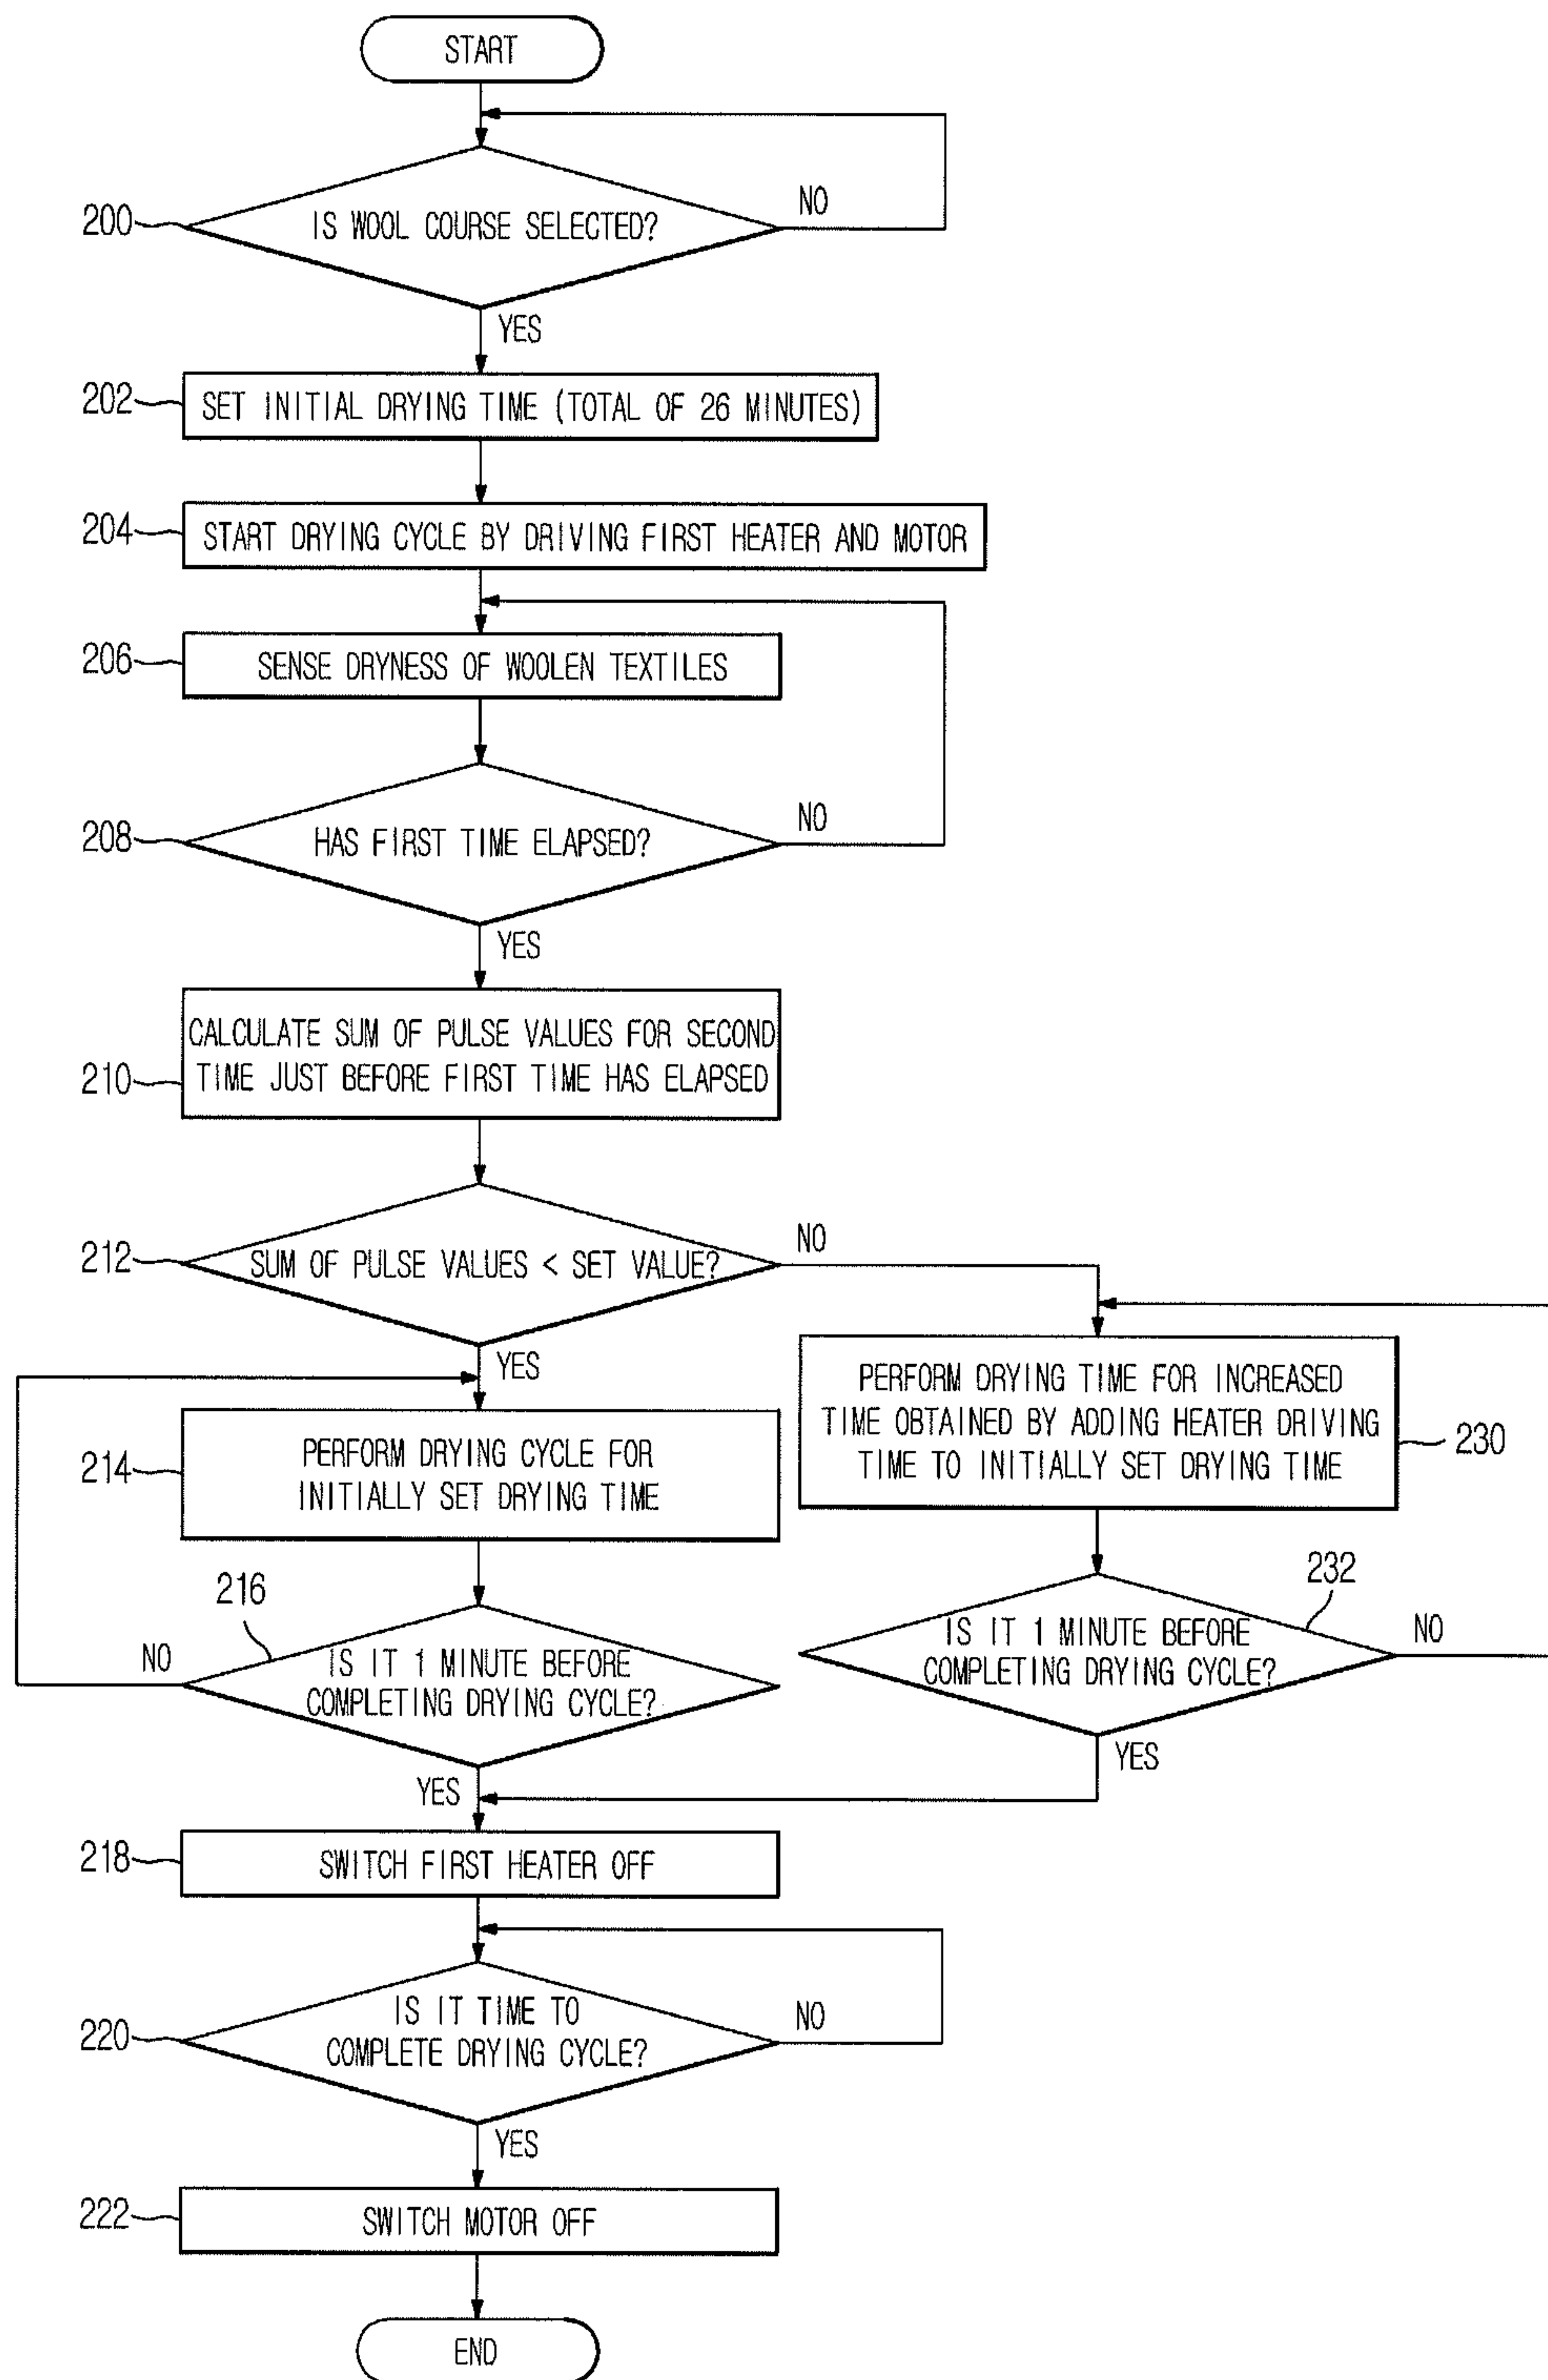 START
200
IS WOOL COURSE SELECTED?
NO
YES
202
SET INITIAL DRYING TIME (TOTAL OF 26 MINUTES)
204
START DRYING CYCLE BY DRIVING FIRST HEATER AND MOTOR
206
SENSE DRYNESS OF WOOLEN TEXTILES
208
HAS FIRST TIME ELAPSED?
NO
YES
210
CALCULATE SUM OF PULSE VALUES FOR SECOND
TIME JUST BEFORE FIRST TIME HAS ELAPSED
212
SUM OF PULSE VALUES < SET VALUE?
NO
YES
214
PERFORM DRYING CYCLE FOR
INITIALLY SET DRYING TIME
PERFORM DRYING TIME FOR INCREASED
TIME OBTAINED BY ADDING HEATER DRIVING
TIME TO INITIALLY SET DRYING TIME
230
216
NO
IS IT 1 MINUTE BEFORE
COMPLETING DRYING CYCLE?
YES
232
IS IT 1 MINUTE BEFORE
COMPLETING DRYING CYCLE?
NO
YES
218
SWITCH FIRST HEATER OFF
220
IS IT TIME TO
COMPLETE DRYING CYCLE?
NO
YES
222
SWITCH MOTOR OFF
END